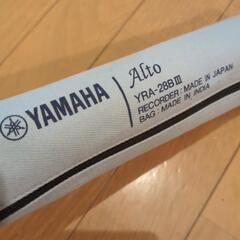 YAMAHA
Alto
YRA-28BIII
RECORDER : MADE IN JAPAN
BAG : MADE IN INDIA